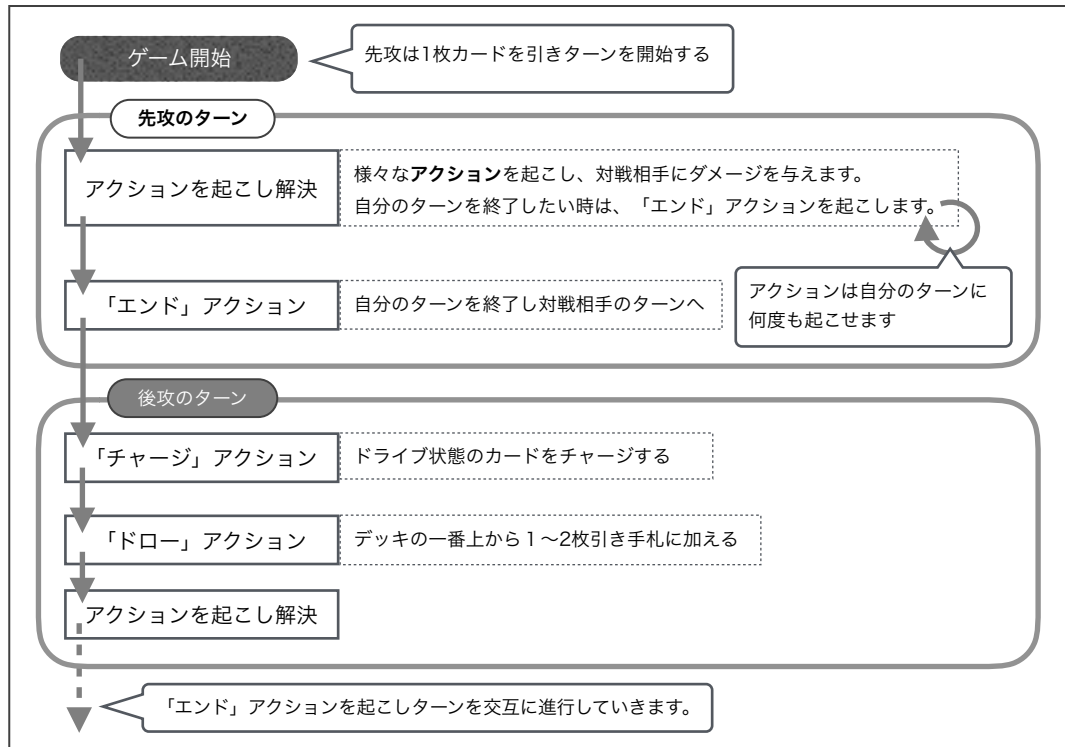 ゲーム開始
先攻は1枚カードを引きターンを開始する
先攻のターン
アクションを起こし解決
様々なアクションを起こし、対戦相手にダメージを与えます。
自分のターンを終了したい時は、「エンド」アクションを起こします。
「エンド」アクション
自分のターンを終了し対戦相手のターンへ
アクションは自分のターンに
何度も起こせます
後攻のターン
「チャージ」アクション
ドライブ状態のカードをチャージする
「ドロー」アクション
デッキの一番上から１〜2枚引き手札に加える
アクションを起こし解決
「エンド」アクションを起こしターンを交互に進行していきます。